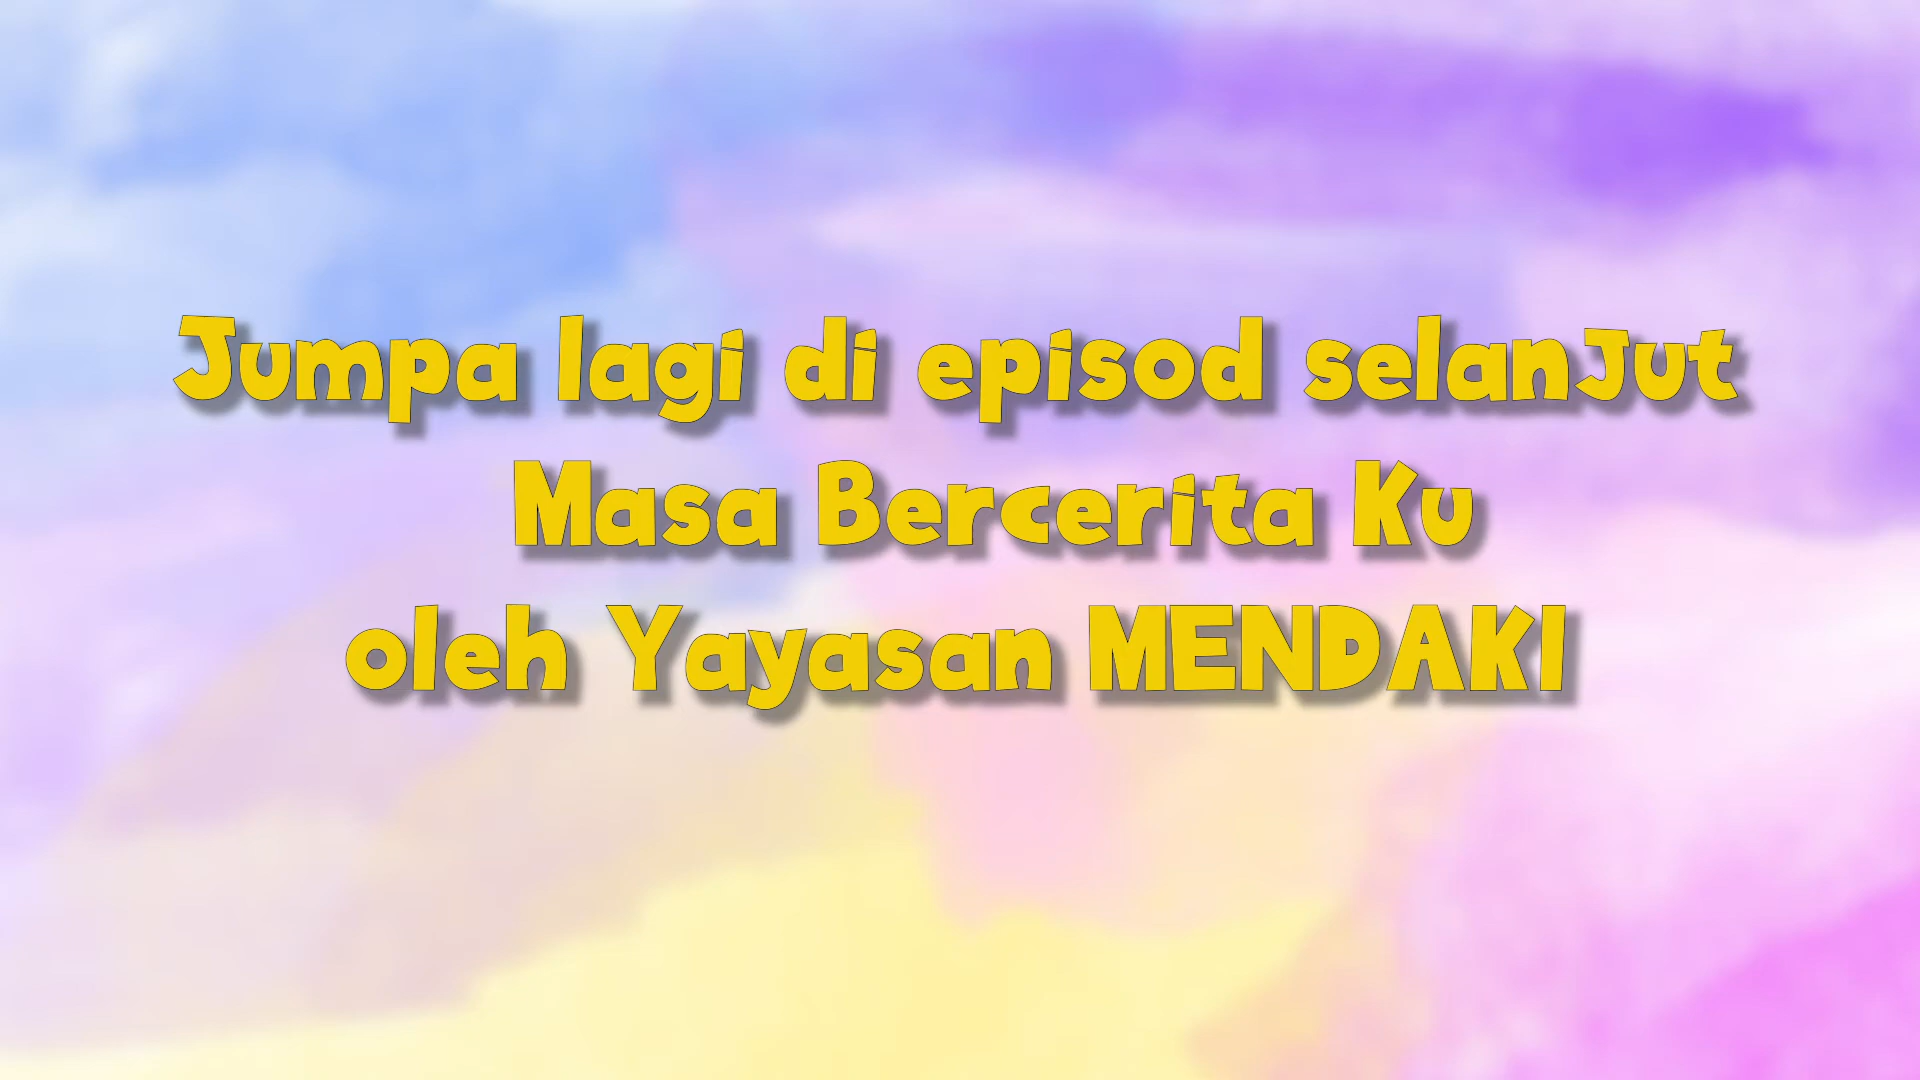 Jumpa lagi di episod selanjut
Masa Bercerita Ku
oleh Yayasan MENDAKI